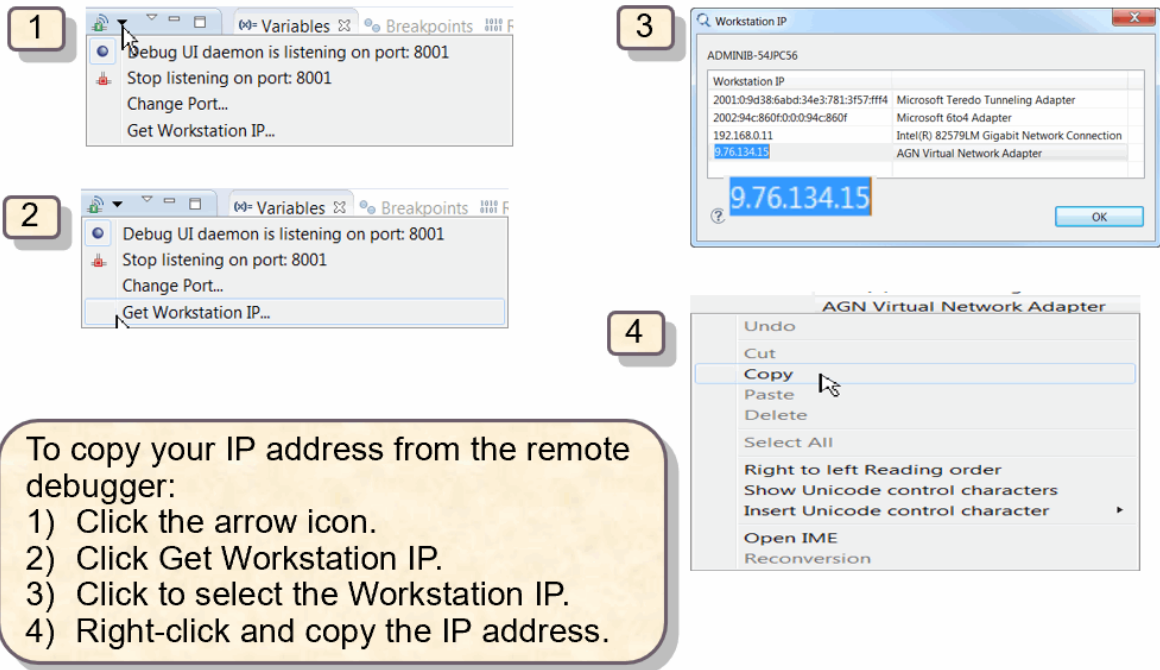 1
(x)= Variables Breakpoints
Debug UI daemon is listening on port: 8001
Stop listening on port: 8001
Change Port...
Get Workstation IP...
2
(x)= Variables Breakpoints
Debug UI daemon is listening on port: 8001
Stop listening on port: 8001
Change Port...
Get Workstation IP...
3
Workstation IP
ADMINIB-54JPC56
Workstation IP
2001:0:9d38:6abd:34e3:781:3f57:fff4 Microsoft Teredo Tunneling Adapter
2002:94c:860f:0:0:0:94c:860f Microsoft 6to4 Adapter
192.168.0.11 Intel(R) 82579LM Gigabit Network Connection
9.76.134.15 AGN Virtual Network Adapter
9.76.134.15
OK
4
AGN Virtual Network Adapter
Undo
Cut
Copy
Paste
Delete
Select All
Right to left Reading order
Show Unicode control characters
Insert Unicode control character
Open IME
Reconversion
To copy your IP address from the remote
debugger:
1) Click the arrow icon.
2) Click Get Workstation IP.
3) Click to select the Workstation IP.
4) Right-click and copy the IP address.